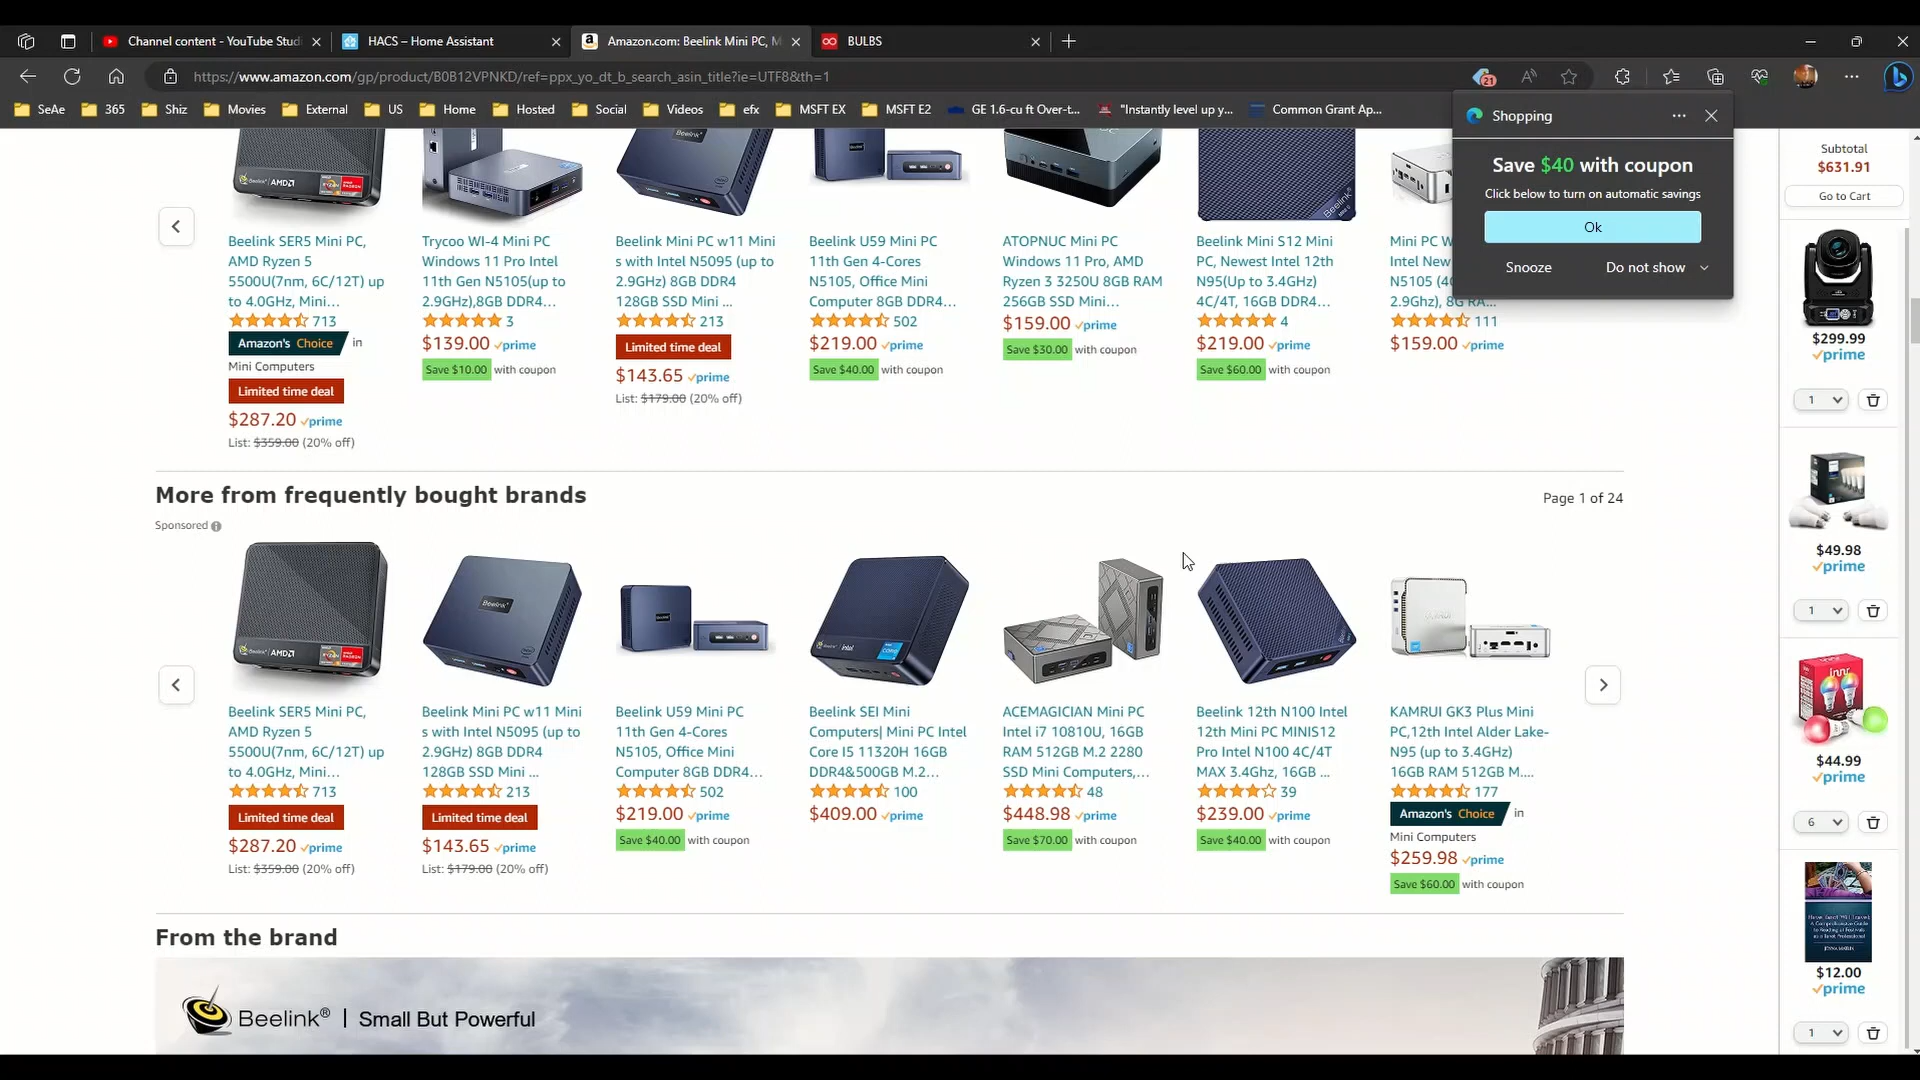 Channel content - YouTube Studi
HACS – Home Assistant
Amazon.com: Beelink Mini PC, M
BULBS
https://www.amazon.com/gp/product/B0B12VPNKD/ref=ppx_yo_dt_b_search_asin_title?ie=UTF8&th=1
21
SeAe
365
Shiz
Movies
External
US
Home
Hosted
Social
Videos
efx
MSFT EX
MSFT E2
GE 1.6-cu ft Over-t...
"Instantly level up y...
Common Grant Ap...
Shopping
Save $40 with coupon
Click below to turn on automatic savings
Ok
Snooze
Do not show
Subtotal
$631.91
Go to Cart
Beelink SER5 Mini PC,
AMD Ryzen 5
5500U(7nm, 6C/12T) up
to 4.0GHz, Mini...
713
Amazon's Choice in
Mini Computers
Limited time deal
$287.20 prime
List: $359.00 (20% off)
Trycoo WI-4 Mini PC
Windows 11 Pro Intel
11th Gen N5105(up to
2.9GHz),8GB DDR4...
3
$139.00 prime
Save $10.00 with coupon
Beelink Mini PC w11 Mini
s with Intel N5095 (up to
2.9GHz) 8GB DDR4
128GB SSD Mini ...
213
Limited time deal
$143.65 prime
List: $179.00 (20% off)
Beelink U59 Mini PC
11th Gen 4-Cores
N5105, Office Mini
Computer 8GB DDR4...
502
$219.00 prime
Save $40.00 with coupon
ATOPNUC Mini PC
Windows 11 Pro, AMD
Ryzen 3 3250U 8GB RAM
256GB SSD Mini...
$159.00 prime
Save $30.00 with coupon
Beelink Mini S12 Mini
PC, Newest Intel 12th
N95(Up to 3.4GHz)
4C/4T, 16GB DDR4...
4
$219.00 prime
Save $60.00 with coupon
Mini PC W
Intel New
N5105 (4C
2.9Ghz), 8G RA...
111
$159.00 prime
More from frequently bought brands
Page 1 of 24
Sponsored
Beelink SER5 Mini PC,
AMD Ryzen 5
5500U(7nm, 6C/12T) up
to 4.0GHz, Mini...
713
Limited time deal
$287.20 prime
List: $359.00 (20% off)
Beelink Mini PC w11 Mini
s with Intel N5095 (up to
2.9GHz) 8GB DDR4
128GB SSD Mini ...
213
Limited time deal
$143.65 prime
List: $179.00 (20% off)
Beelink U59 Mini PC
11th Gen 4-Cores
N5105, Office Mini
Computer 8GB DDR4...
502
$219.00 prime
Save $40.00 with coupon
Beelink SEI Mini
Computers| Mini PC Intel
Core I5 11320H 16GB
DDR4&500GB M.2...
100
$409.00 prime
ACEMAGICIAN Mini PC
Intel i7 10810U, 16GB
RAM 512GB M.2 2280
SSD Mini Computers,...
48
$448.98 prime
Save $70.00 with coupon
Beelink 12th N100 Intel
12th Mini PC MINIS12
Pro Intel N100 4C/4T
MAX 3.4Ghz, 16GB ...
39
$239.00 prime
Save $40.00 with coupon
KAMRUI GK3 Plus Mini
PC,12th Intel Alder Lake-
N95 (up to 3.4GHz)
16GB RAM 512GB M....
177
Amazon's Choice in
Mini Computers
$259.98 prime
Save $60.00 with coupon
$299.99
prime
1
$49.98
prime
1
innr
$44.99
prime
6
$12.00
prime
1
From the brand
Beelink® | Small But Powerful